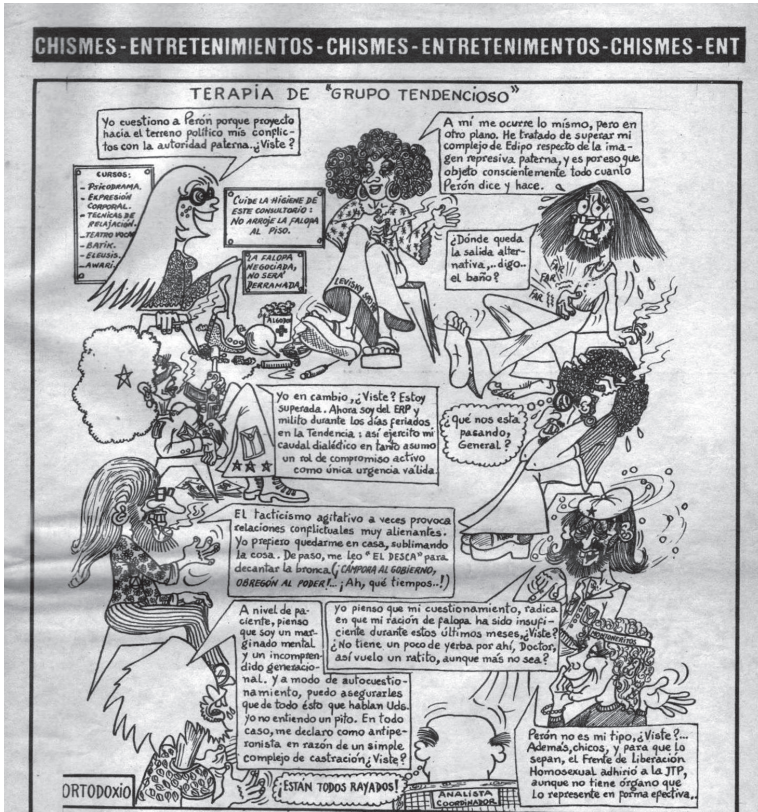 CHISMES-ENTRETENIMIENTOS-CHISMES-ENTRETENIMENTOS-CHISMES-ENT
TERAPÍA DE "GRUPO TENDENCIOSO"
Yo cuestiono a Perón porque proyecto
hacia el terreno político mis conflic-
tos con la autoridad paterna.¿Viste?
A mí me ocurre lo mismo, pero en
otro plano. He tratado de superar mi
complejo de Edipo respecto de la ima-
gen represiva paterna, y es por eso que
objeto conscientemente todo cuanto
Perón dice y hace.
CURSOS:
- PSICODRAMA.
- EXPRESIÓN
CORPORAL.
- TÉCNICAS DE
RELAJACIÓN.
- TEATRO VOCAL
- BATIK.
- ELEUSIS.
- AWARI.
CUIDE LA HIGIENE DE
ESTE CONSULTORIO:
NO ARROJE LA FALOPA
AL PISO.
LA FALOPA
NEGOCIADA,
NO SERÁ
DERRAMADA
¿Dónde queda
la salida alter-
nativa,..digo..
el baño?
FAR
FAR
FAR
LEVISKY
ALGODON
Yo en cambio,¿Viste? Estoy
superada. Ahora soy del ERP y
milito durante los días feriados
en la Tendencia: así ejercito mi
caudal dialéctico en tanto asumo
un rol de compromiso activo
como única urgencia válida.
¿qué nos está
pasando,
General?
El tacticismo agitativo a veces provoca
relaciones conflictuales muy alienantes.
Yo prefiero quedarme en casa, sublimando
la cosa. De paso, me leo "EL DESCA" para
decantar la bronca (¡CÁMPORA AL GOBIERNO,
OBREGÓN AL PODER!... ¡Ah, qué tiempos..!)
A nivel de pa-
ciente, pienso
que soy un mar-
ginado mental
y un incompren-
dido generacio-
nal. Y a modo de autocuestio-
namiento, puedo asegurarles
que de todo ésto que hablan Uds.
yo no entiendo un pito. En todo
caso, me declaro como antipe-
ronista en razón de un simple
complejo de castración ¿Viste?
Yo pienso que mi cuestionamiento, radica
en que mi ración de falopa ha sido insufi-
ciente durante estos últimos meses,¿Viste?
¿No tiene un poco de yerba por ahí, Doctor,
así vuelo un ratito, aunque más no sea?
MONTONERITOS
Perón no es mi tipo,¿Viste?...
Además, chicos, y para que lo
sepan, el Frente de Liberación
Homosexual adhirió a la JTP,
aunque no tiene órgano que
lo represente en forma efectiva...
¡ESTÁN TODOS RAYADOS!
ANALISTA
COORDINADOR
ORTODOXIO